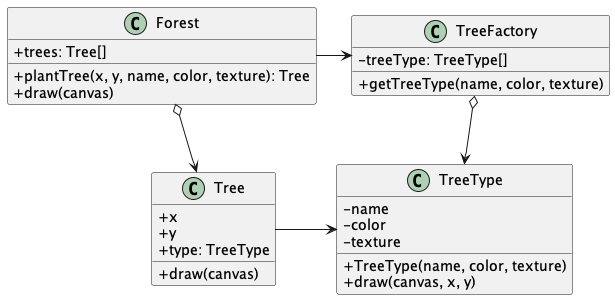 C Forest
+trees: Tree[]
+plantTree(x, y, name, color, texture): Tree
+draw(canvas)
C TreeFactory
-treeType: TreeType[]
+getTreeType(name, color, texture)
C Tree
+x
+y
+type: TreeType
+draw(canvas)
C TreeType
-name
-color
-texture
+TreeType(name, color, texture)
+draw(canvas, x, y)